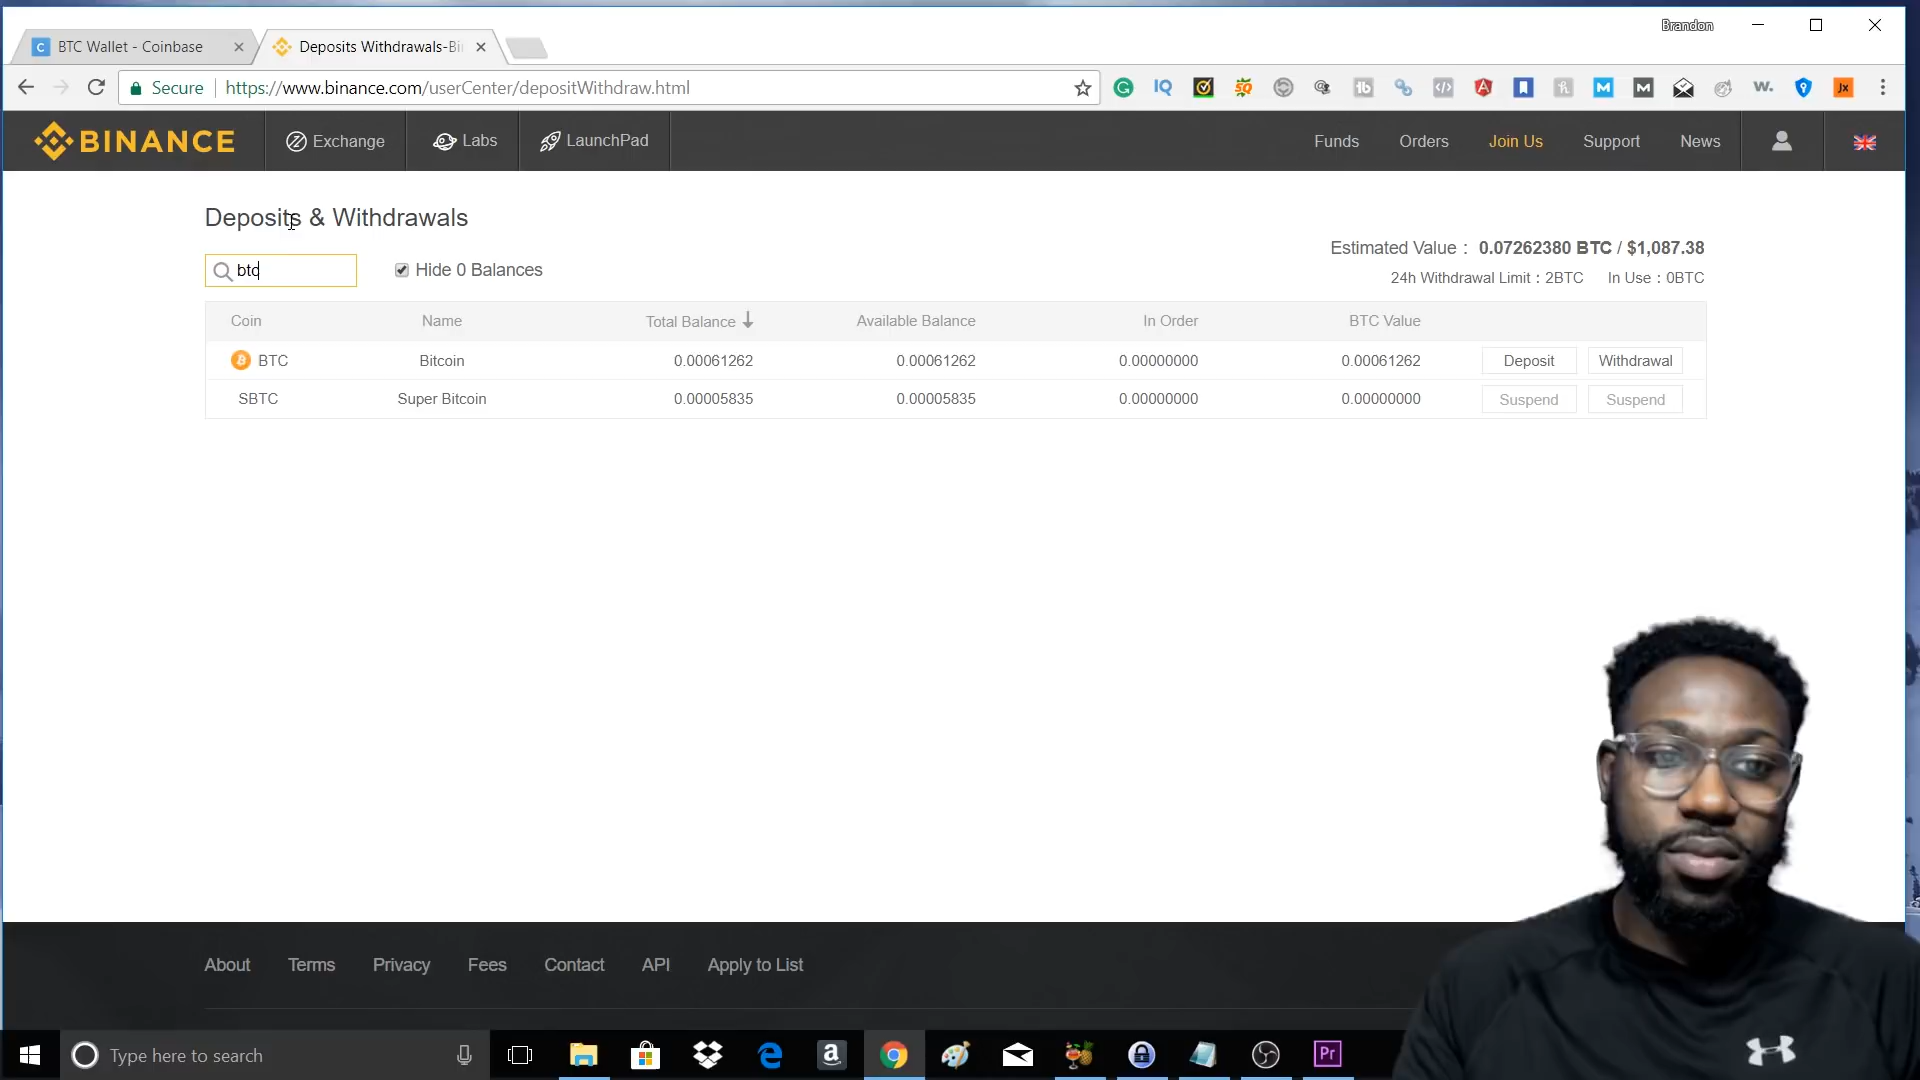 Brandon
BTC Wallet - Coinbase
Deposits Withdrawals-Bi
Secure https://www.binance.com/userCenter/depositWithdraw.html
BINANCE Exchange Labs LaunchPad Funds Orders Join Us Support News
Deposits & Withdrawals
Estimated Value : 0.07262380 BTC / $1,087.38
btc Hide 0 Balances
24h Withdrawal Limit : 2BTC In Use : 0BTC
Coin Name Total Balance Available Balance In Order BTC Value
BTC Bitcoin 0.00061262 0.00061262 0.00000000 0.00061262 Deposit Withdrawal
SBTC Super Bitcoin 0.00005835 0.00005835 0.00000000 0.00000000 Suspend Suspend
About Terms Privacy Fees Contact API Apply to List
Type here to search
Pr